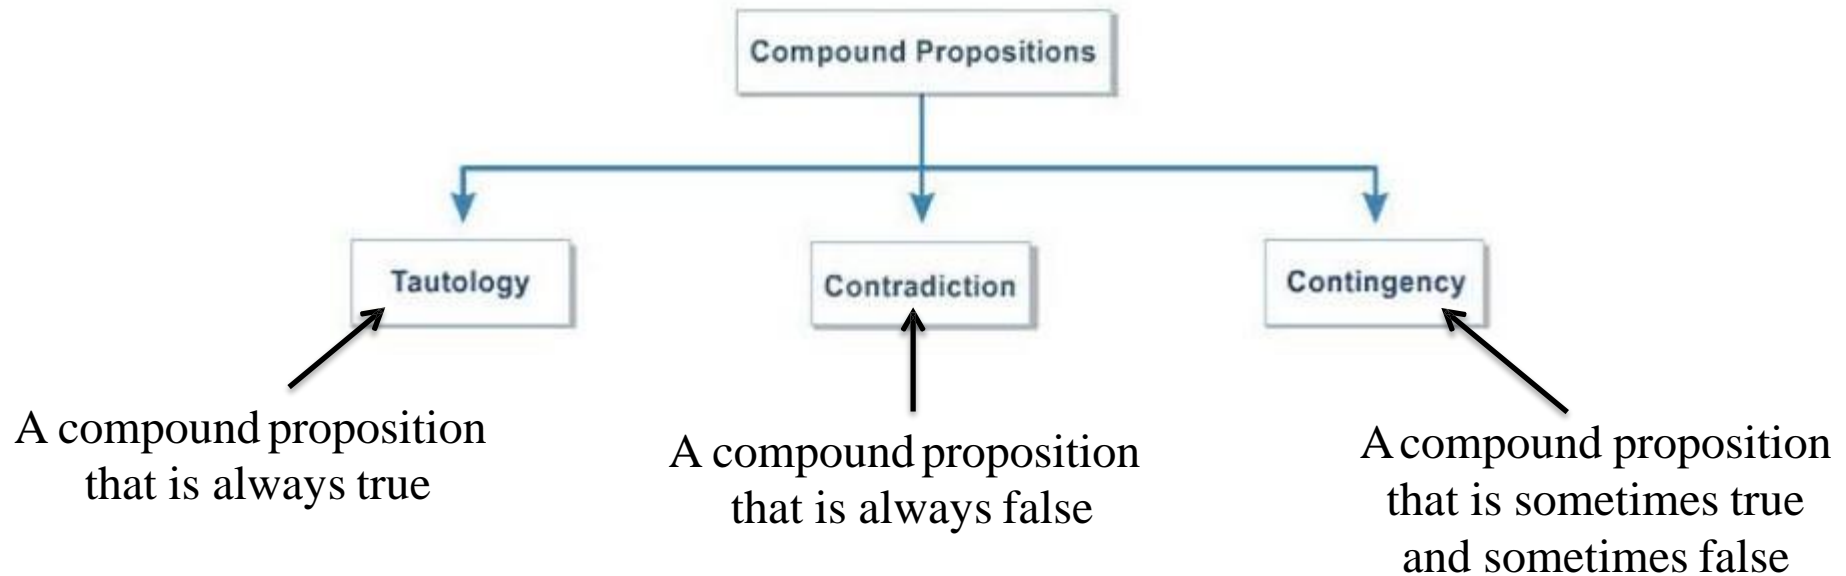 Compound Propositions
Tautology
Contradiction
Contingency
A compound proposition
that is always true
A compound proposition
that is always false
A compound proposition
that is sometimes true
and sometimes false